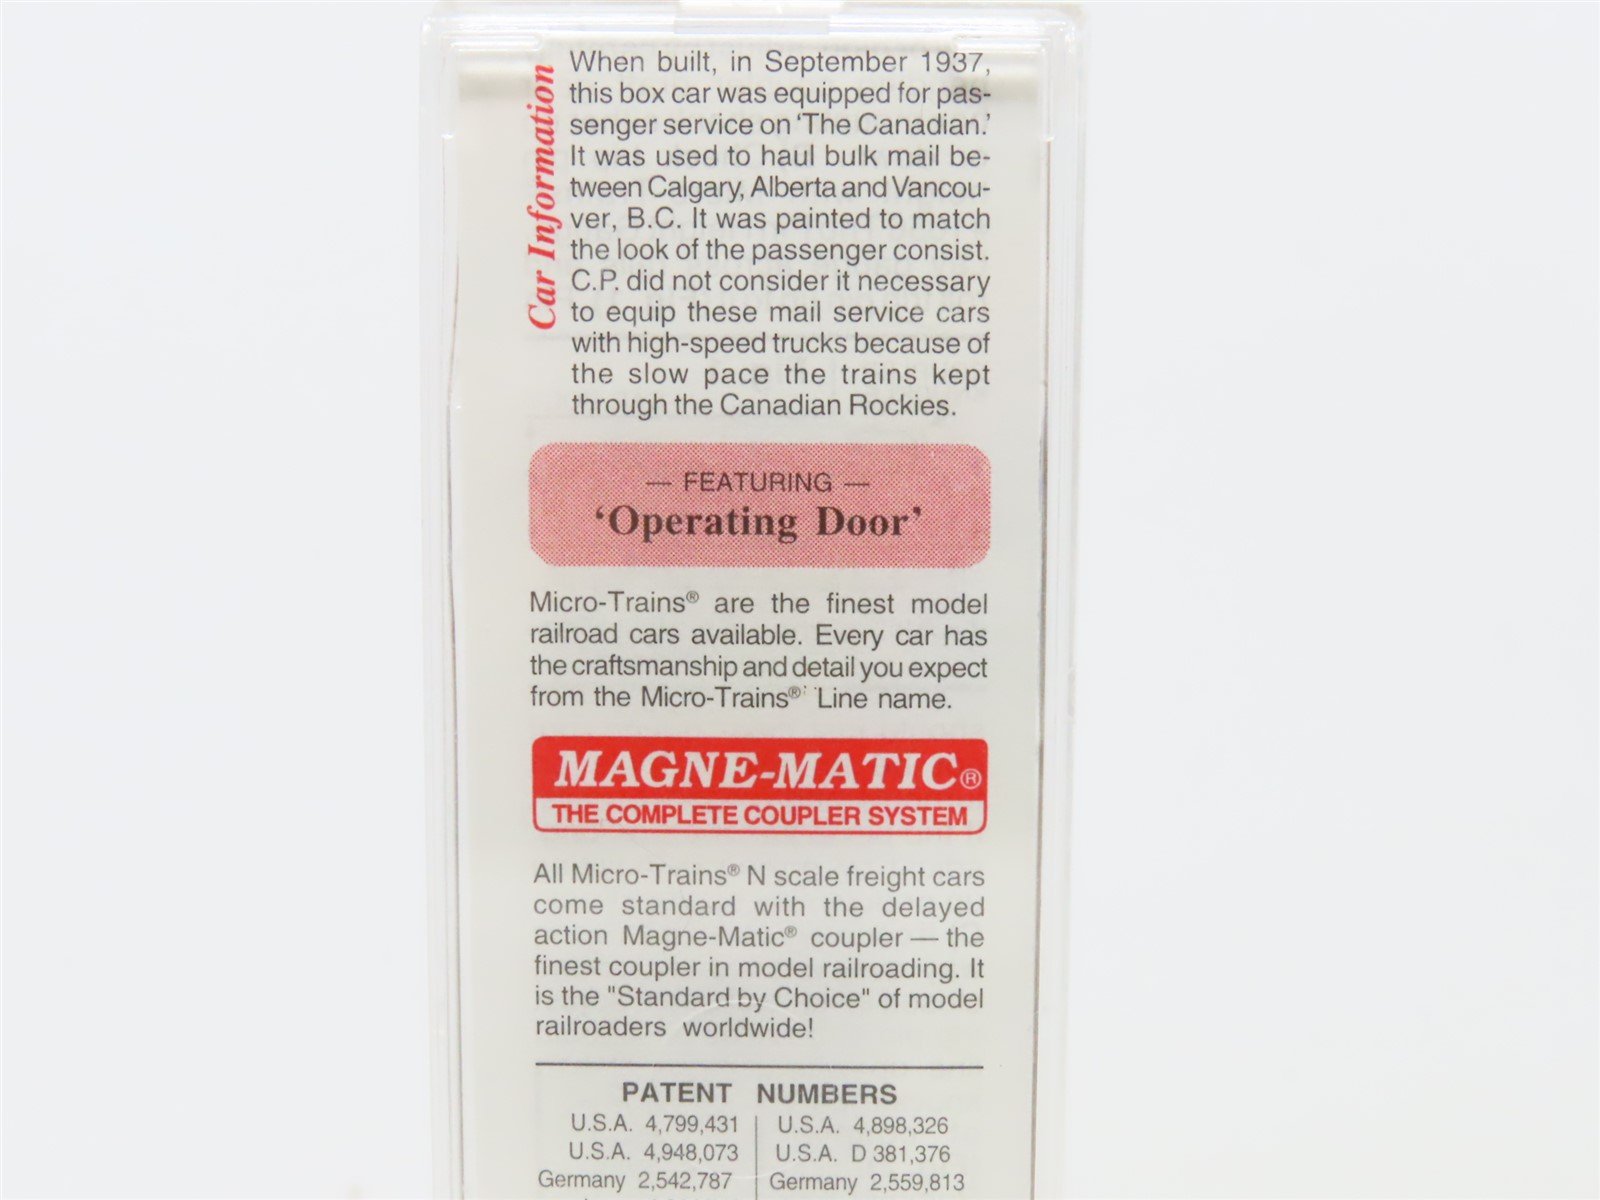 Car Information
When built, in September 1937,
this box car was equipped for pas-
senger service on 'The Canadian.'
It was used to haul bulk mail be-
tween Calgary, Alberta and Vancou-
ver, B.C. It was painted to match
the look of the passenger consist.
C.P. did not consider it necessary
to equip these mail service cars
with high-speed trucks because of
the slow pace the trains kept
through the Canadian Rockies.
— FEATURING —
'Operating Door'
Micro-Trains® are the finest model
railroad cars available. Every car has
the craftsmanship and detail you expect
from the Micro-Trains® Line name.
MAGNE-MATIC®
THE COMPLETE COUPLER SYSTEM
All Micro-Trains® N scale freight cars
come standard with the delayed
action Magne-Matic® coupler — the
finest coupler in model railroading. It
is the "Standard by Choice" of model
railroaders worldwide!
PATENT NUMBERS
U.S.A. 4,799,431 U.S.A. 4,898,326
U.S.A. 4,948,073 U.S.A. D 381,376
Germany 2,542,787 Germany 2,559,813